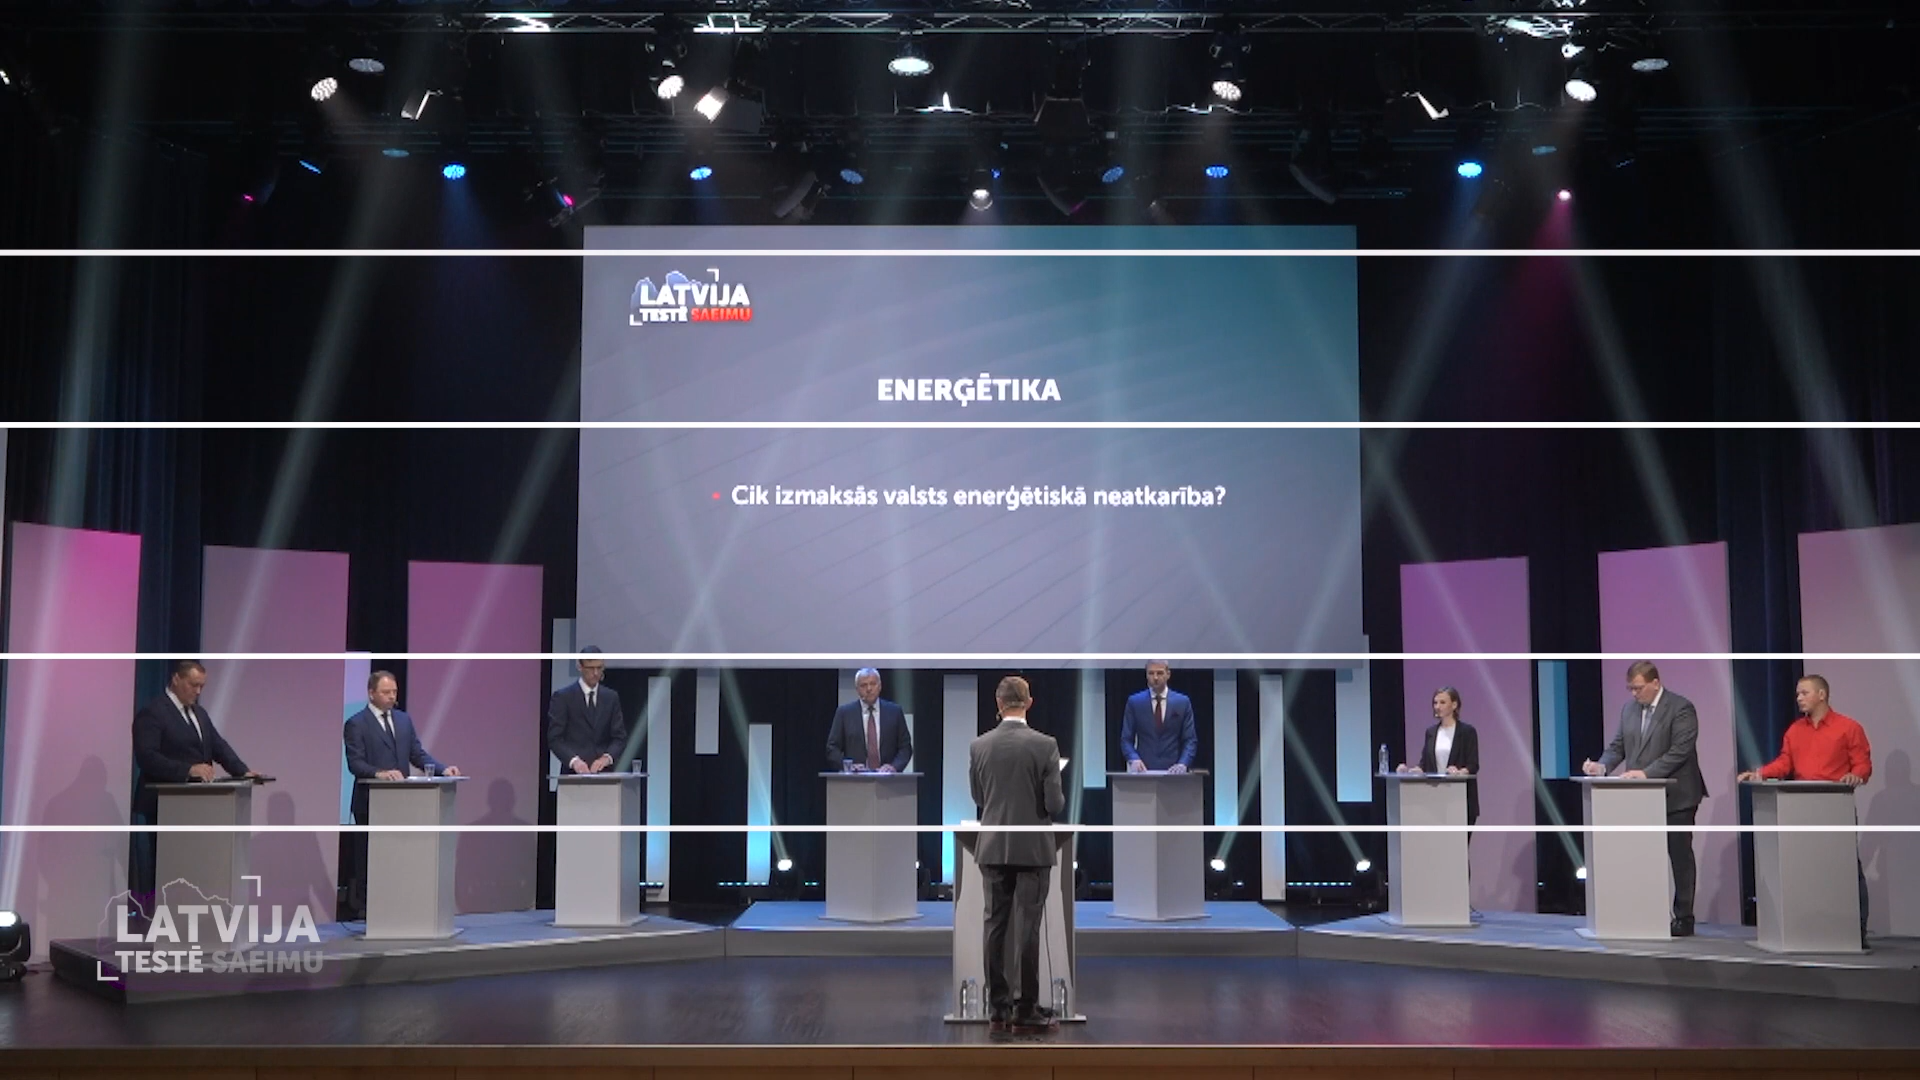 LATVIJA
TESTĒ SAEIMU
ENERĢĒTIKA
Cik izmaksās valsts enerģētiskā neatkarība?
LATVIJA
TESTĒ SAEIMU